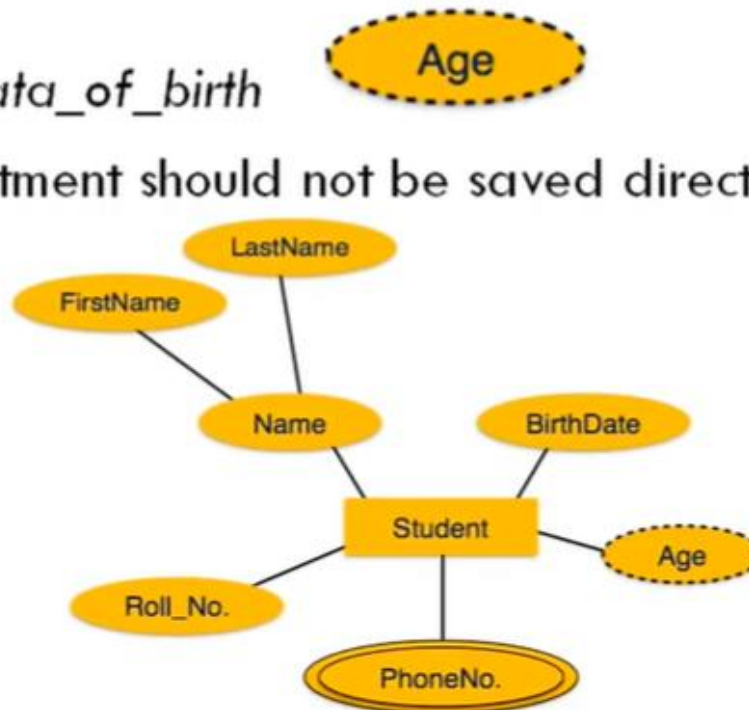 Age
ata_of_birth
tment should not be saved direct
LastName
FirstName
Name
BirthDate
Student
Age
Roll_No.
PhoneNo.